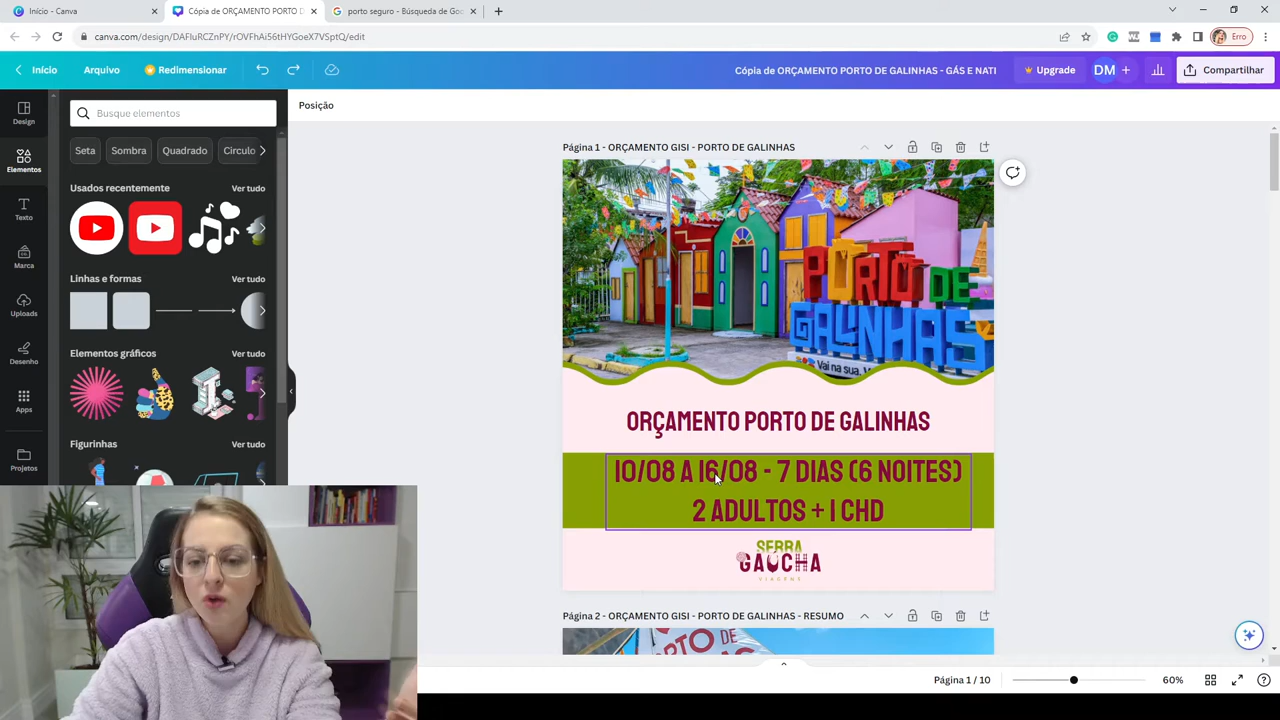 Início - Canva
Cópia de ORÇAMENTO PORTO D
porto seguro - Búsqueda de Goo
canva.com/design/DAFluRCZnPY/rOVFhAi56tHYGoeX7VSptQ/edit
Erro
Início
Arquivo
Redimensionar
Cópia de ORÇAMENTO PORTO DE GALINHAS - GÁS E NATI
Upgrade
DM
Compartilhar
Posição
Design
Elementos
Texto
Marca
Uploads
Desenho
Apps
Projetos
Busque elementos
Seta
Sombra
Quadrado
Circulo
Usados recentemente
Ver tudo
Linhas e formas
Ver tudo
Elementos gráficos
Ver tudo
Figurinhas
Ver tudo
Página 1 - ORÇAMENTO GISI - PORTO DE GALINHAS
PORTO DE
GALINHAS
Vai na sua.
ORÇAMENTO PORTO DE GALINHAS
10/08 A 16/08 - 7 DIAS (6 NOITES)
2 ADULTOS + 1 CHD
SERRA
GAÚCHA
VIAGENS
Página 2 - ORÇAMENTO GISI - PORTO DE GALINHAS - RESUMO
PORTO DE
Página 1 / 10
60%